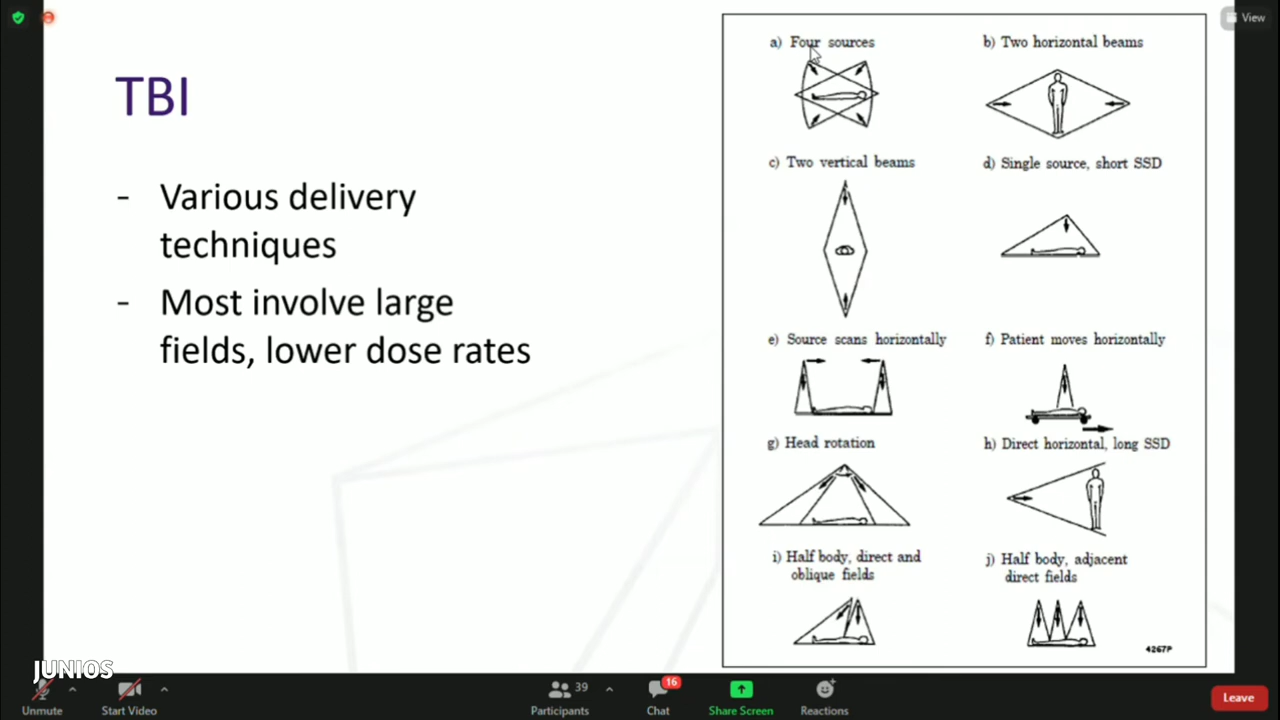 View
TBI
- Various delivery
techniques
- Most involve large
fields, lower dose rates
a) Four sources
b) Two horizontal beams
c) Two vertical beams
d) Single source, short SSD
e) Source scans horizontally
f) Patient moves horizontally
g) Head rotation
h) Direct horizontal, long SSD
i) Half body, direct and
oblique fields
j) Half body, adjacent
direct fields
4267P
JUNIOS
Unmute
Start Video
39
Participants
16
Chat
Share Screen
Reactions
Leave